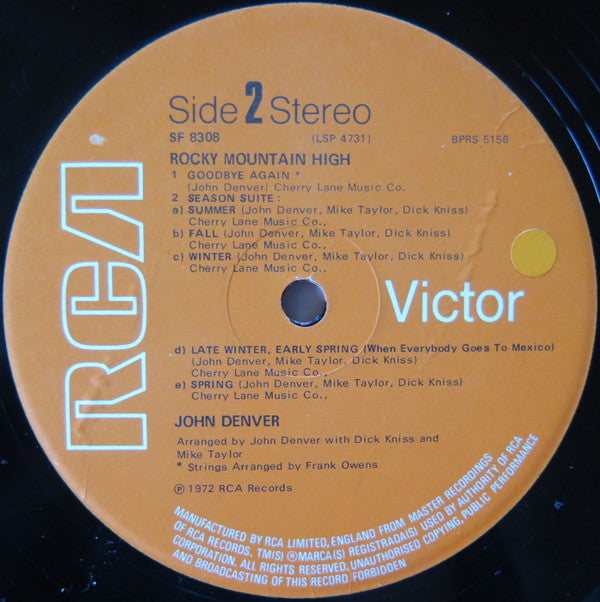 Side 2 Stereo
SF 8308 (LSP 4731) BPRS 5156
ROCKY MOUNTAIN HIGH
1 GOODBYE AGAIN *
(John Denver) Cherry Lane Music Co.
2 SEASON SUITE :
a) SUMMER (John Denver, Mike Taylor, Dick Kniss)
Cherry Lane Music Co.,
b) FALL (John Denver, Mike Taylor, Dick Kniss)
Cherry Lane Music Co.,
c) WINTER (John Denver, Mike Taylor, Dick Kniss)
Cherry Lane Music Co.,
RCA
Victor
d) LATE WINTER, EARLY SPRING (When Everybody Goes To Mexico)
(John Denver, Mike Taylor, Dick Kniss)
Cherry Lane Music Co.,
e) SPRING (John Denver, Mike Taylor, Dick Kniss)
Cherry Lane Music Co.,
JOHN DENVER
Arranged by John Denver with Dick Kniss and
Mike Taylor
* Strings Arranged by Frank Owens
℗ 1972 RCA Records
MANUFACTURED BY RCA LIMITED, ENGLAND FROM MASTER RECORDINGS
OF RCA RECORDS. TM(S) ® MARCA(S) REGISTRADA(S) USED BY AUTHORITY OF RCA
CORPORATION. ALL RIGHTS RESERVED. UNAUTHORISED COPYING, PUBLIC PERFORMANCE
AND BROADCASTING OF THIS RECORD FORBIDDEN